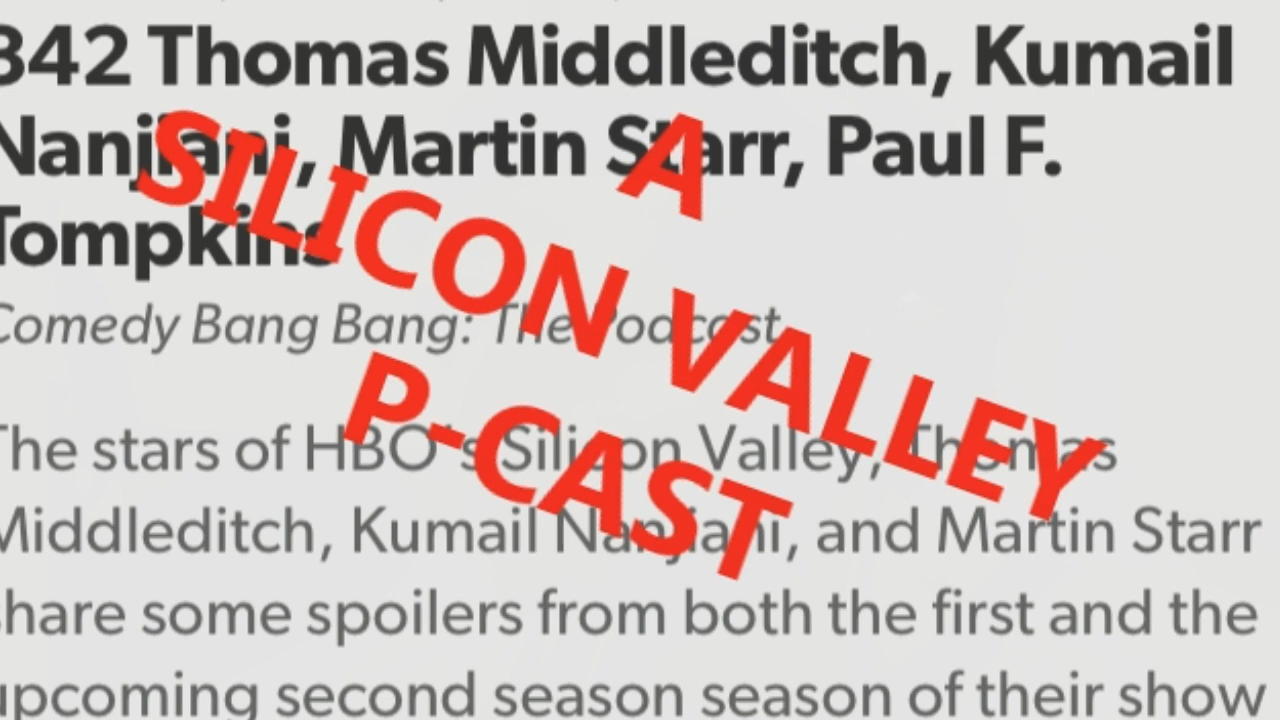 342 Thomas Middleditch, Kumail
Nanjiani, Martin Starr, Paul F.
Tompkins
Comedy Bang Bang: The Podcast
The stars of HBO's Silicon Valley, Thomas
Middleditch, Kumail Nanjiani, and Martin Starr
share some spoilers from both the first and the
upcoming second season season of their show
A
SILICON VALLEY
P-CAST